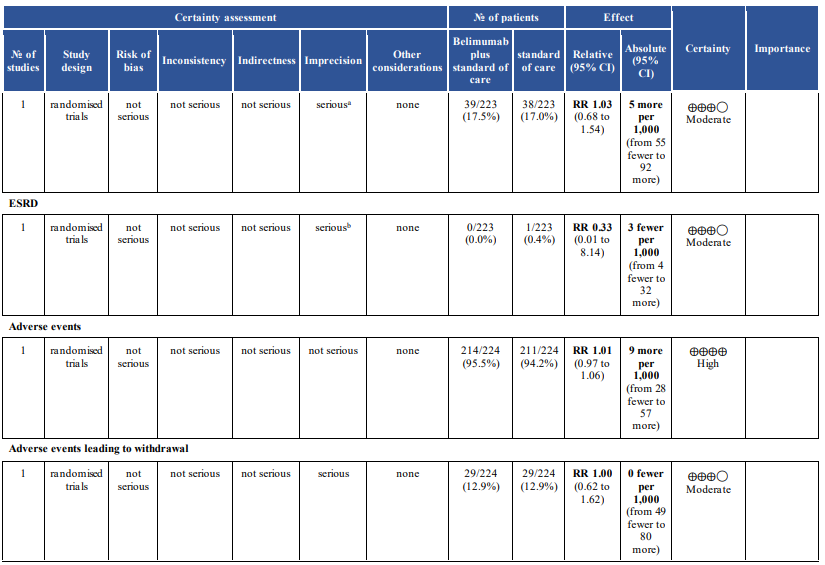 Certainty assessment № of patients Effect Certainty Importance
№ of studies Study design Risk of bias Inconsistency Indirectness Imprecision Other considerations Belimumab plus standard of care standard of care Relative (95% CI) Absolute (95% CI)
1 randomised trials not serious not serious not serious seriousᵃ none 39/223 (17.5%) 38/223 (17.0%) RR 1.03 (0.68 to 1.54) 5 more per 1,000 (from 55 fewer to 92 more) ⊕⊕⊕◯ Moderate
ESRD
1 randomised trials not serious not serious not serious seriousᵇ none 0/223 (0.0%) 1/223 (0.4%) RR 0.33 (0.01 to 8.14) 3 fewer per 1,000 (from 4 fewer to 32 more) ⊕⊕⊕◯ Moderate
Adverse events
1 randomised trials not serious not serious not serious not serious none 214/224 (95.5%) 211/224 (94.2%) RR 1.01 (0.97 to 1.06) 9 more per 1,000 (from 28 fewer to 57 more) ⊕⊕⊕⊕ High
Adverse events leading to withdrawal
1 randomised trials not serious not serious not serious serious none 29/224 (12.9%) 29/224 (12.9%) RR 1.00 (0.62 to 1.62) 0 fewer per 1,000 (from 49 fewer to 80 more) ⊕⊕⊕◯ Moderate